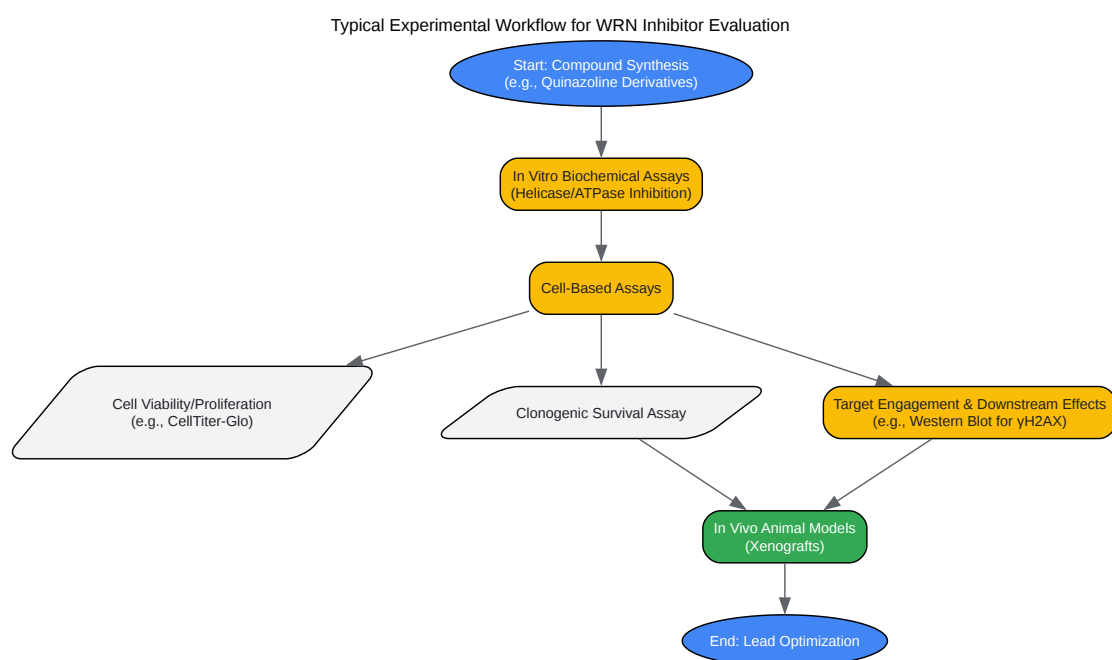 Typical Experimental Workflow for WRN Inhibitor Evaluation
Start: Compound Synthesis
(e.g., Quinazoline Derivatives)
In Vitro Biochemical Assays
(Helicase/ATPase Inhibition)
Cell-Based Assays
Cell Viability/Proliferation
(e.g., CellTiter-Glo)
Clonogenic Survival Assay
Target Engagement & Downstream Effects
(e.g., Western Blot for γH2AX)
In Vivo Animal Models
(Xenografts)
End: Lead Optimization